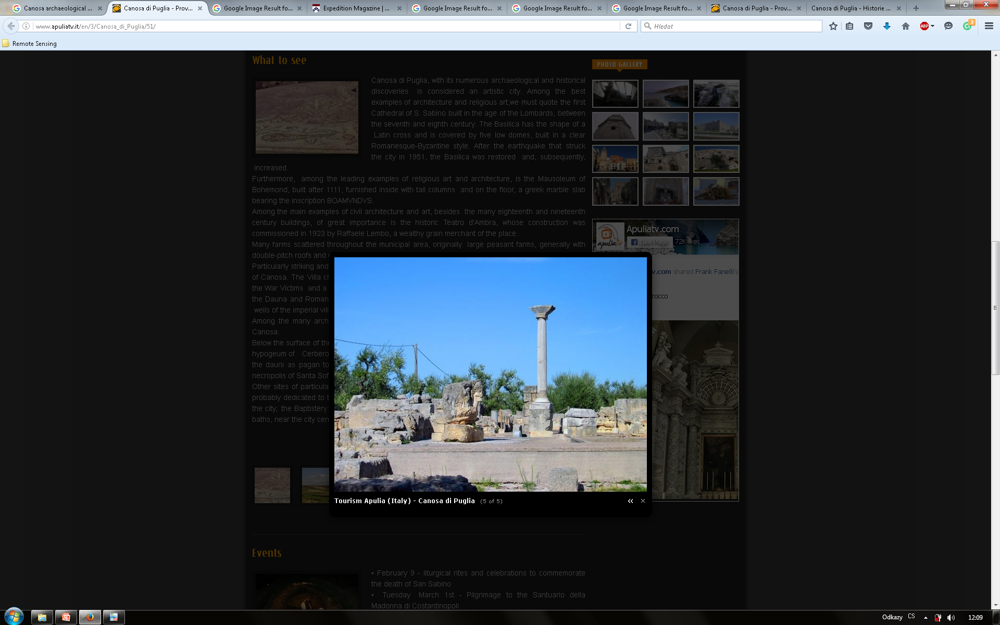 Canosa archaeological ...
Canosa di Puglia - Prov...
Google Image Result fo...
Expedition Magazine | ...
Google Image Result fo...
Google Image Result fo...
Google Image Result fo...
Canosa di Puglia - Prov...
Canosa di Puglia - Historie ...
www.apuliatv.it/en/3/Canosa_di_Puglia/51/
Hledat
ABP
2
Remote Sensing
What to see
Canosa di Puglia, with its numerous archaeological and historical
discoveries is considered an artistic city. Among the best
examples of architecture and religious art,we must quote the first
Cathedral of S. Sabino built in the age of the Lombards, between
the seventh and eighth century. The Basilica has the shape of a
Latin cross and is covered by five low domes, built in a clear
Romanesque-Byzantine style. After the earthquake that struck
the city in 1951, the Basilica was restored and, subsequently,
increased.
Furthermore, among the leading examples of religious art and architecture, is the Mausoleum of
Bohemond, built after 1111, furnished inside with tall columns and on the floor, a greek marble slab
bearing the inscription BOAMVNDVS.
Among the main examples of civil architecture and art, besides the many eighteenth and nineteenth
century buildings, of great importance is the historic Teatro d'Ambra, whose construction was
commissioned in 1923 by Raffaele Lembo, a wealthy grain merchant of the place.
Many farms scattered throughout the municipal area, originally large peasant farms, generally with
double-pitch roofs and
Particularly striking and
of Canosa. The Villa
the War Victims and a
the Dauna and Roman
wells of the imperial
Among the many
Canosa.
Below the surface of
hypogeum of Cerbero
the dauni as pagan
necropolis of Santa
Other sites of
probably dedicated to
the city; the Baptistery
baths, near the city
PHOTO GALLERY
Apuliatv.com
apuliatv
Like Page
72K likes
.com shared Frank Fanelli's
Tourism Apulia (Italy) - Canosa di Puglia (5 of 5)
« ×
Events
• February 9 - liturgical rites and celebrations to commemorate
the death of San Sabino
• Tuesday March 1st - Pilgrimage to the Santuario della
Madonna di Costantinopoli
Odkazy CS 12:09